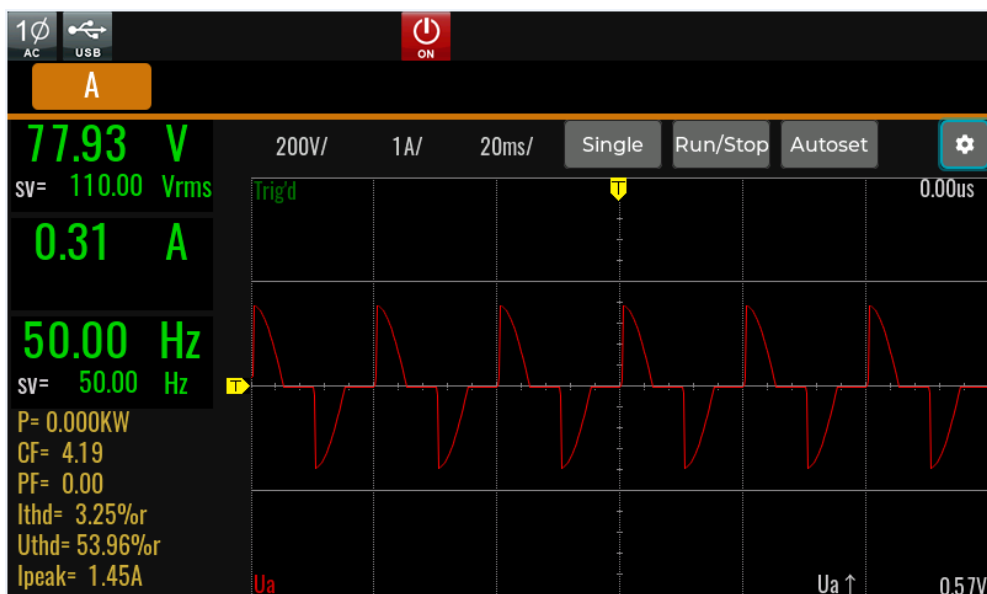 1Ø
AC
USB
ON
A
77.93 V
sv= 110.00 Vrms
200V/ 1A/ 20ms/ Single Run/Stop Autoset
Trig'd
T
0.00us
0.31 A
50.00 Hz
sv= 50.00 Hz
T
P= 0.000KW
CF= 4.19
PF= 0.00
Ithd= 3.25%r
Uthd= 53.96%r
Ipeak= 1.45A
Ua
Ua↑
0.57V